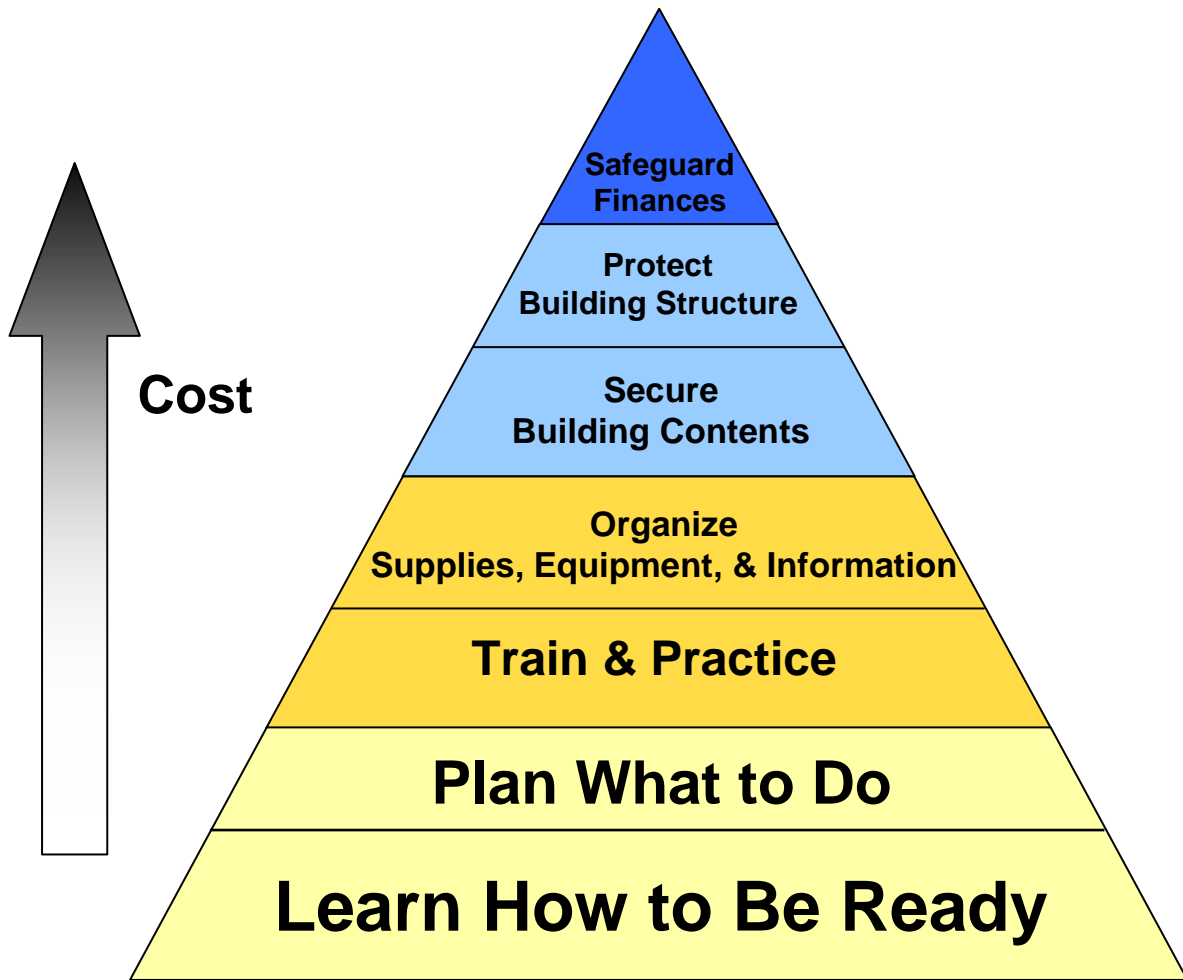 Safeguard
Finances
Protect
Building Structure
Cost
Secure
Building Contents
Organize
Supplies, Equipment, & Information
Train & Practice
Plan What to Do
Learn How to Be Ready